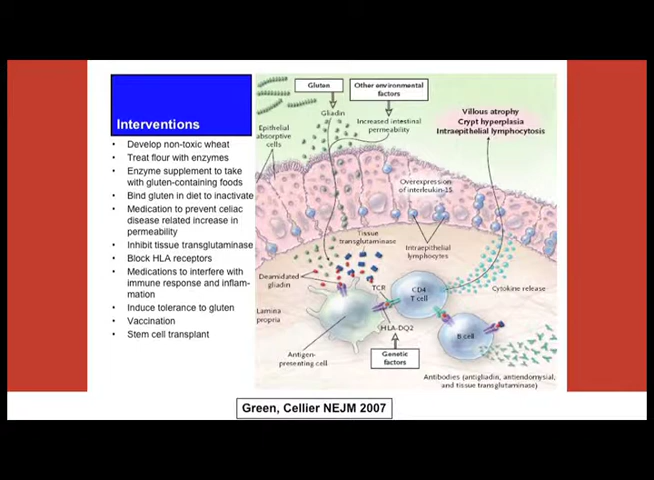 Interventions
• Develop non-toxic wheat
• Treat flour with enzymes
• Enzyme supplement to take
with gluten-containing foods
• Bind gluten in diet to inactivate
• Medication to prevent celiac
disease related increase in
permeability
• Inhibit tissue transglutaminase
• Block HLA receptors
• Medications to interfere with
immune response and inflam-
mation
• Induce tolerance to gluten
• Vaccination
• Stem cell transplant
Gluten
Other environmental
factors
Gliadin
Increased intestinal
permeability
Villous atrophy
Crypt hyperplasia
Intraepithelial lymphocytosis
Epithelial
absorptive
cells
Overexpression
of interleukin-15
Tissue
transglutaminase
Intraepithelial
lymphocytes
Deamidated
gliadin
TCR
CD4
T cell
Cytokine release
Lamina
propria
HLA-DQ2
B cell
Antigen-
presenting cell
Genetic
factors
Antibodies (antigliadin, antiendomysial,
and tissue transglutaminase)
Green, Cellier NEJM 2007